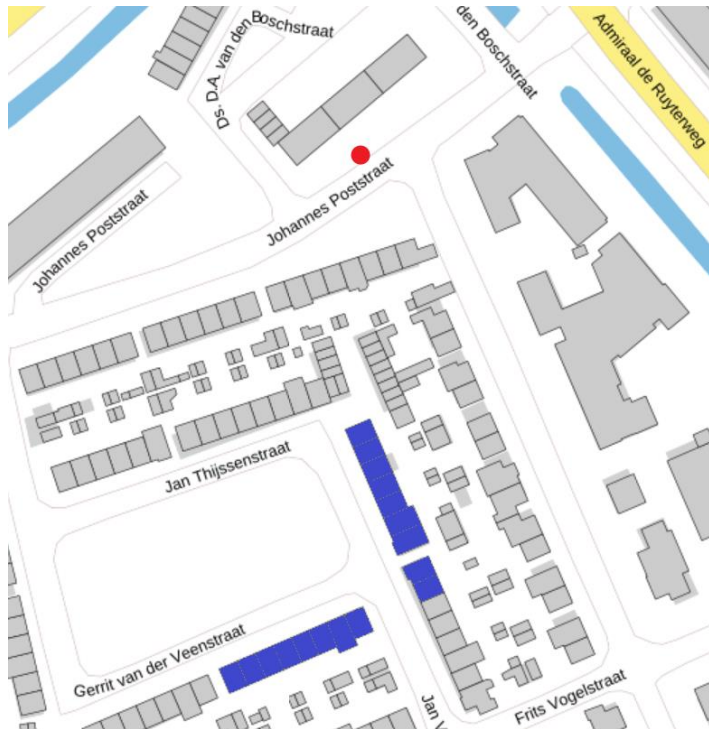 Boschstraat
Ds. D.A. van den
den Boschstraat
Admiraal de Ruyterweg
Johannes Poststraat
Johannes Poststraat
Jan Thijssenstraat
Gerrit van der Veenstraat
Jan V
Frits Vogelstraat